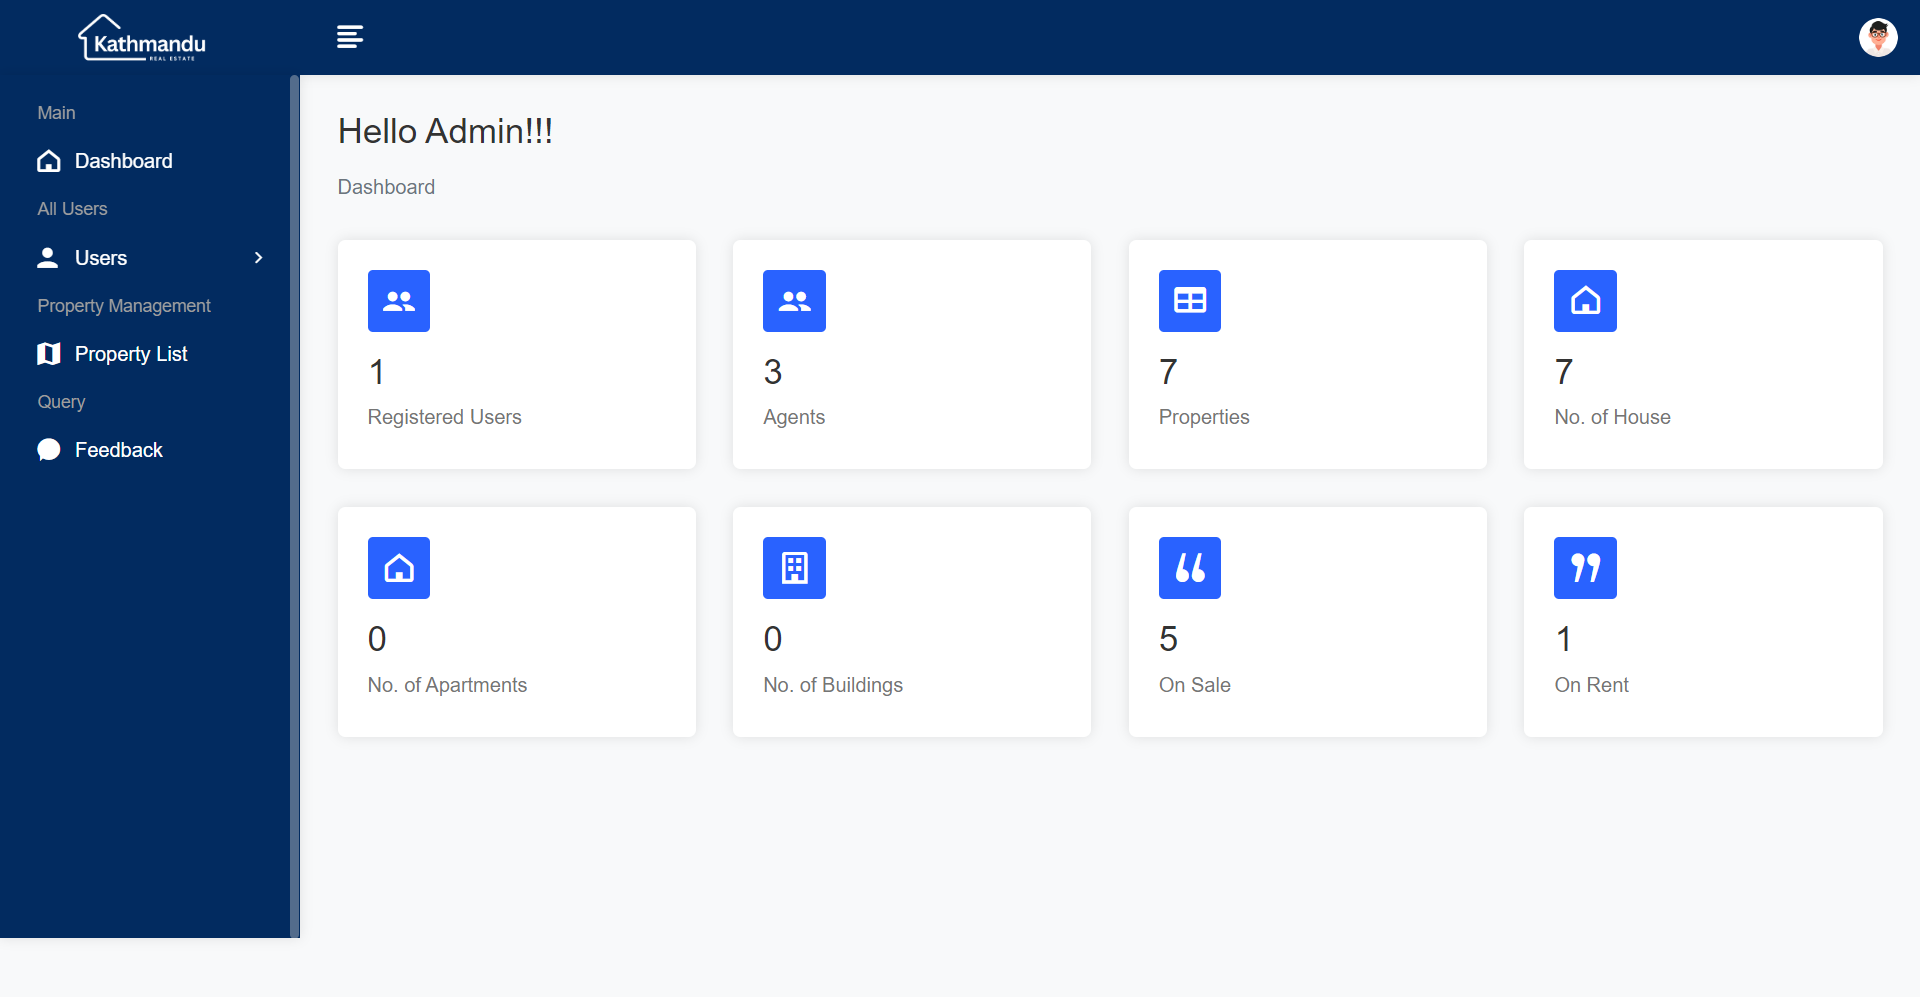 Kathmandu
REAL ESTATE
Main
Dashboard
All Users
Users
Property Management
Property List
Query
Feedback
Hello Admin!!!
Dashboard
1
Registered Users
3
Agents
7
Properties
7
No. of House
0
No. of Apartments
0
No. of Buildings
5
On Sale
1
On Rent